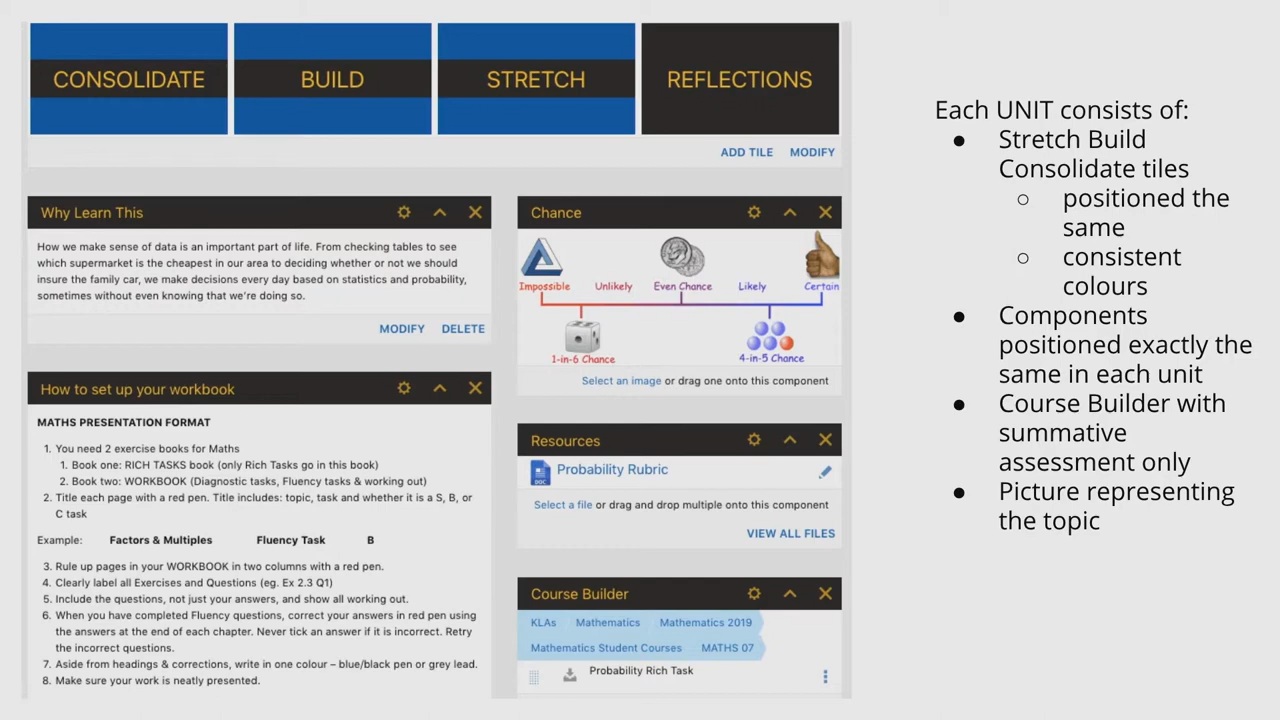 CONSOLIDATE
BUILD
STRETCH
REFLECTIONS
ADD TILE
MODIFY
Why Learn This
How we make sense of data is an important part of life. From checking tables to see
which supermarket is the cheapest in our area to deciding whether or not we should
insure the family car, we make decisions every day based on statistics and probability,
sometimes without even knowing that we're doing so.
MODIFY
DELETE
How to set up your workbook
MATHS PRESENTATION FORMAT
1. You need 2 exercise books for Maths
1. Book one: RICH TASKS book (only Rich Tasks go in this book)
2. Book two: WORKBOOK (Diagnostic tasks, Fluency tasks & working out)
2. Title each page with a red pen. Title includes: topic, task and whether it is a S, B, or
C task
Example: Factors & Multiples Fluency Task B
3. Rule up pages in your WORKBOOK in two columns with a red pen.
4. Clearly label all Exercises and Questions (eg. Ex 2.3 Q1)
5. Include the questions, not just your answers, and show all working out.
6. When you have completed Fluency questions, correct your answers in red pen using
the answers at the end of each chapter. Never tick an answer if it is incorrect. Retry
the incorrect questions.
7. Aside from headings & corrections, write in one colour – blue/black pen or grey lead.
8. Make sure your work is neatly presented.
Chance
Impossible Unlikely Even Chance Likely Certain
1-in-6 Chance 4-in-5 Chance
Select an image or drag one onto this component
Resources
DOC
Probability Rubric
Select a file or drag and drop multiple onto this component
VIEW ALL FILES
Course Builder
KLAs Mathematics Mathematics 2019
Mathematics Student Courses MATHS 07
Probability Rich Task
Each UNIT consists of:
● Stretch Build
Consolidate tiles
○ positioned the
same
○ consistent
colours
● Components
positioned exactly the
same in each unit
● Course Builder with
summative
assessment only
● Picture representing
the topic